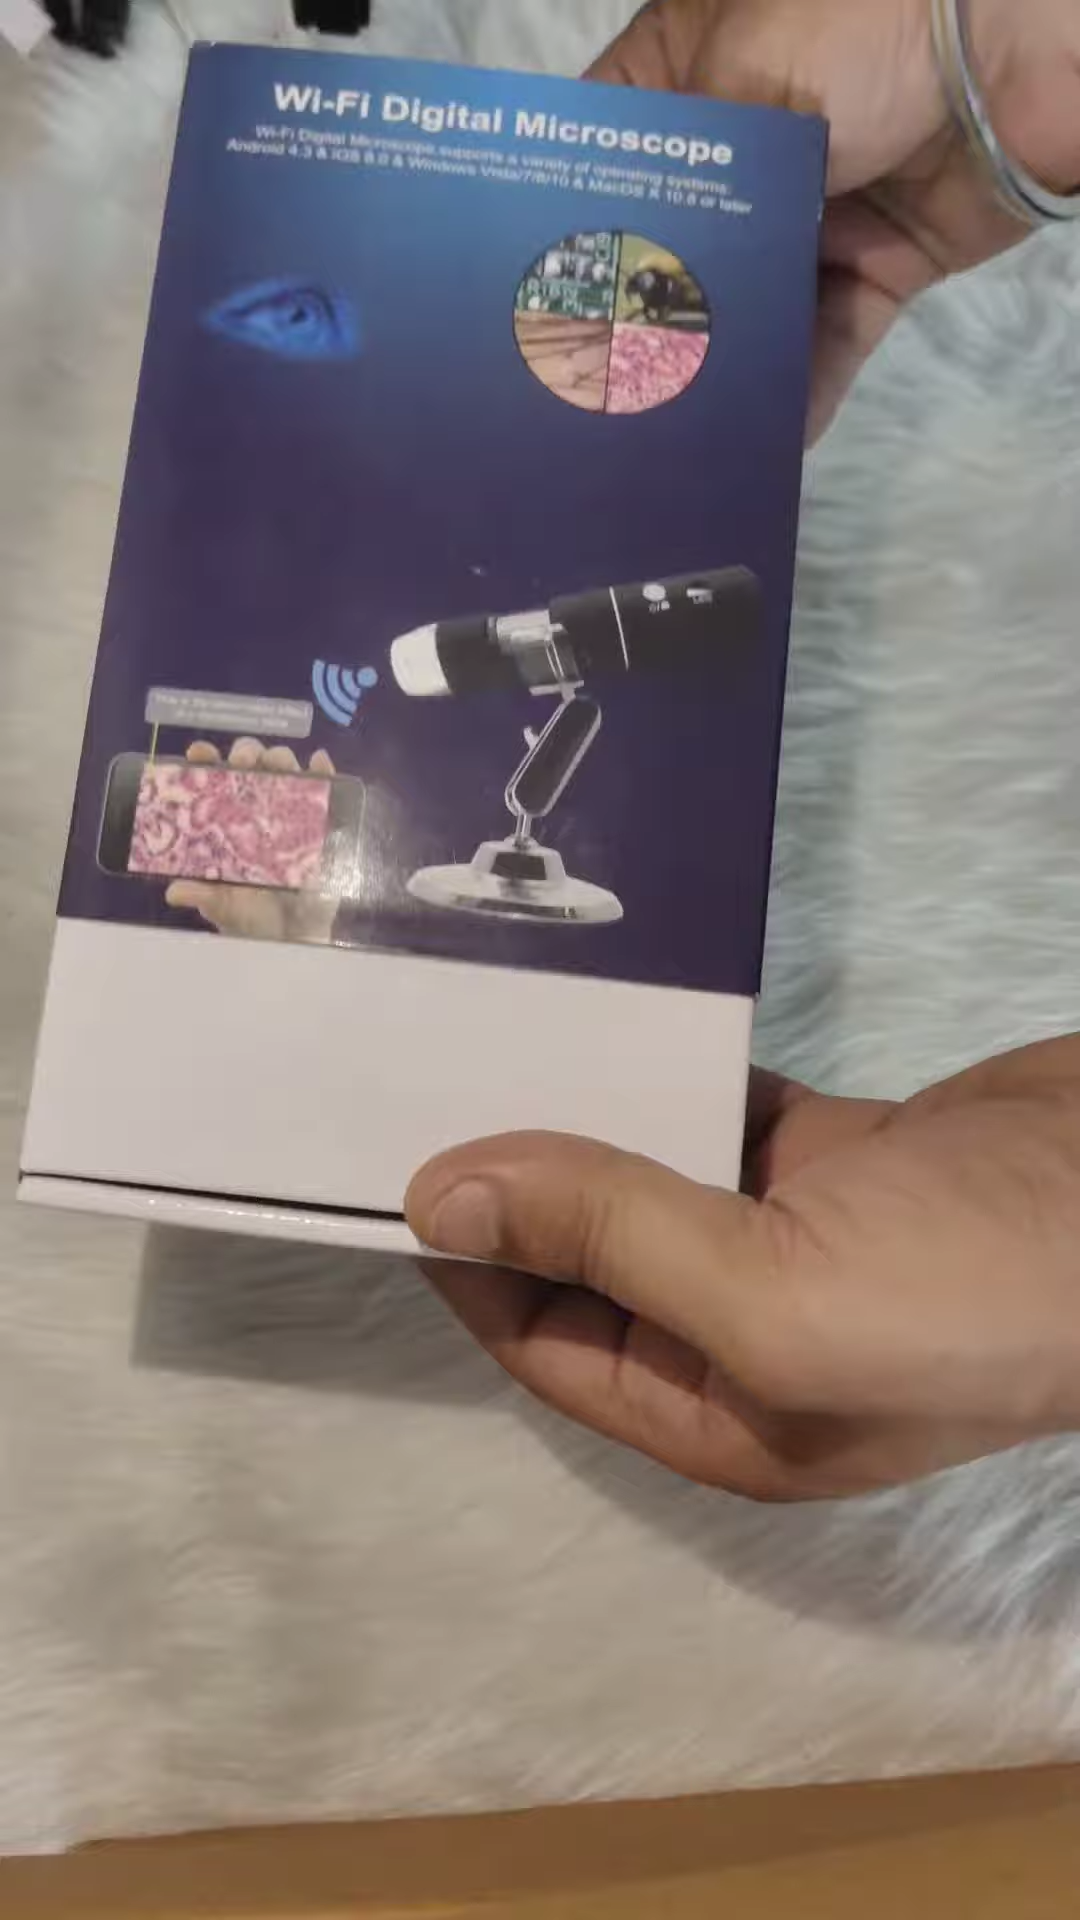 Wi-Fi Digital Microscope
Wi-Fi Digital Microscope supports a variety of operating systems:
Android 4.3 & iOS 8.0 & Windows Vista/7/8/10 & MacOS X 10.8 or later